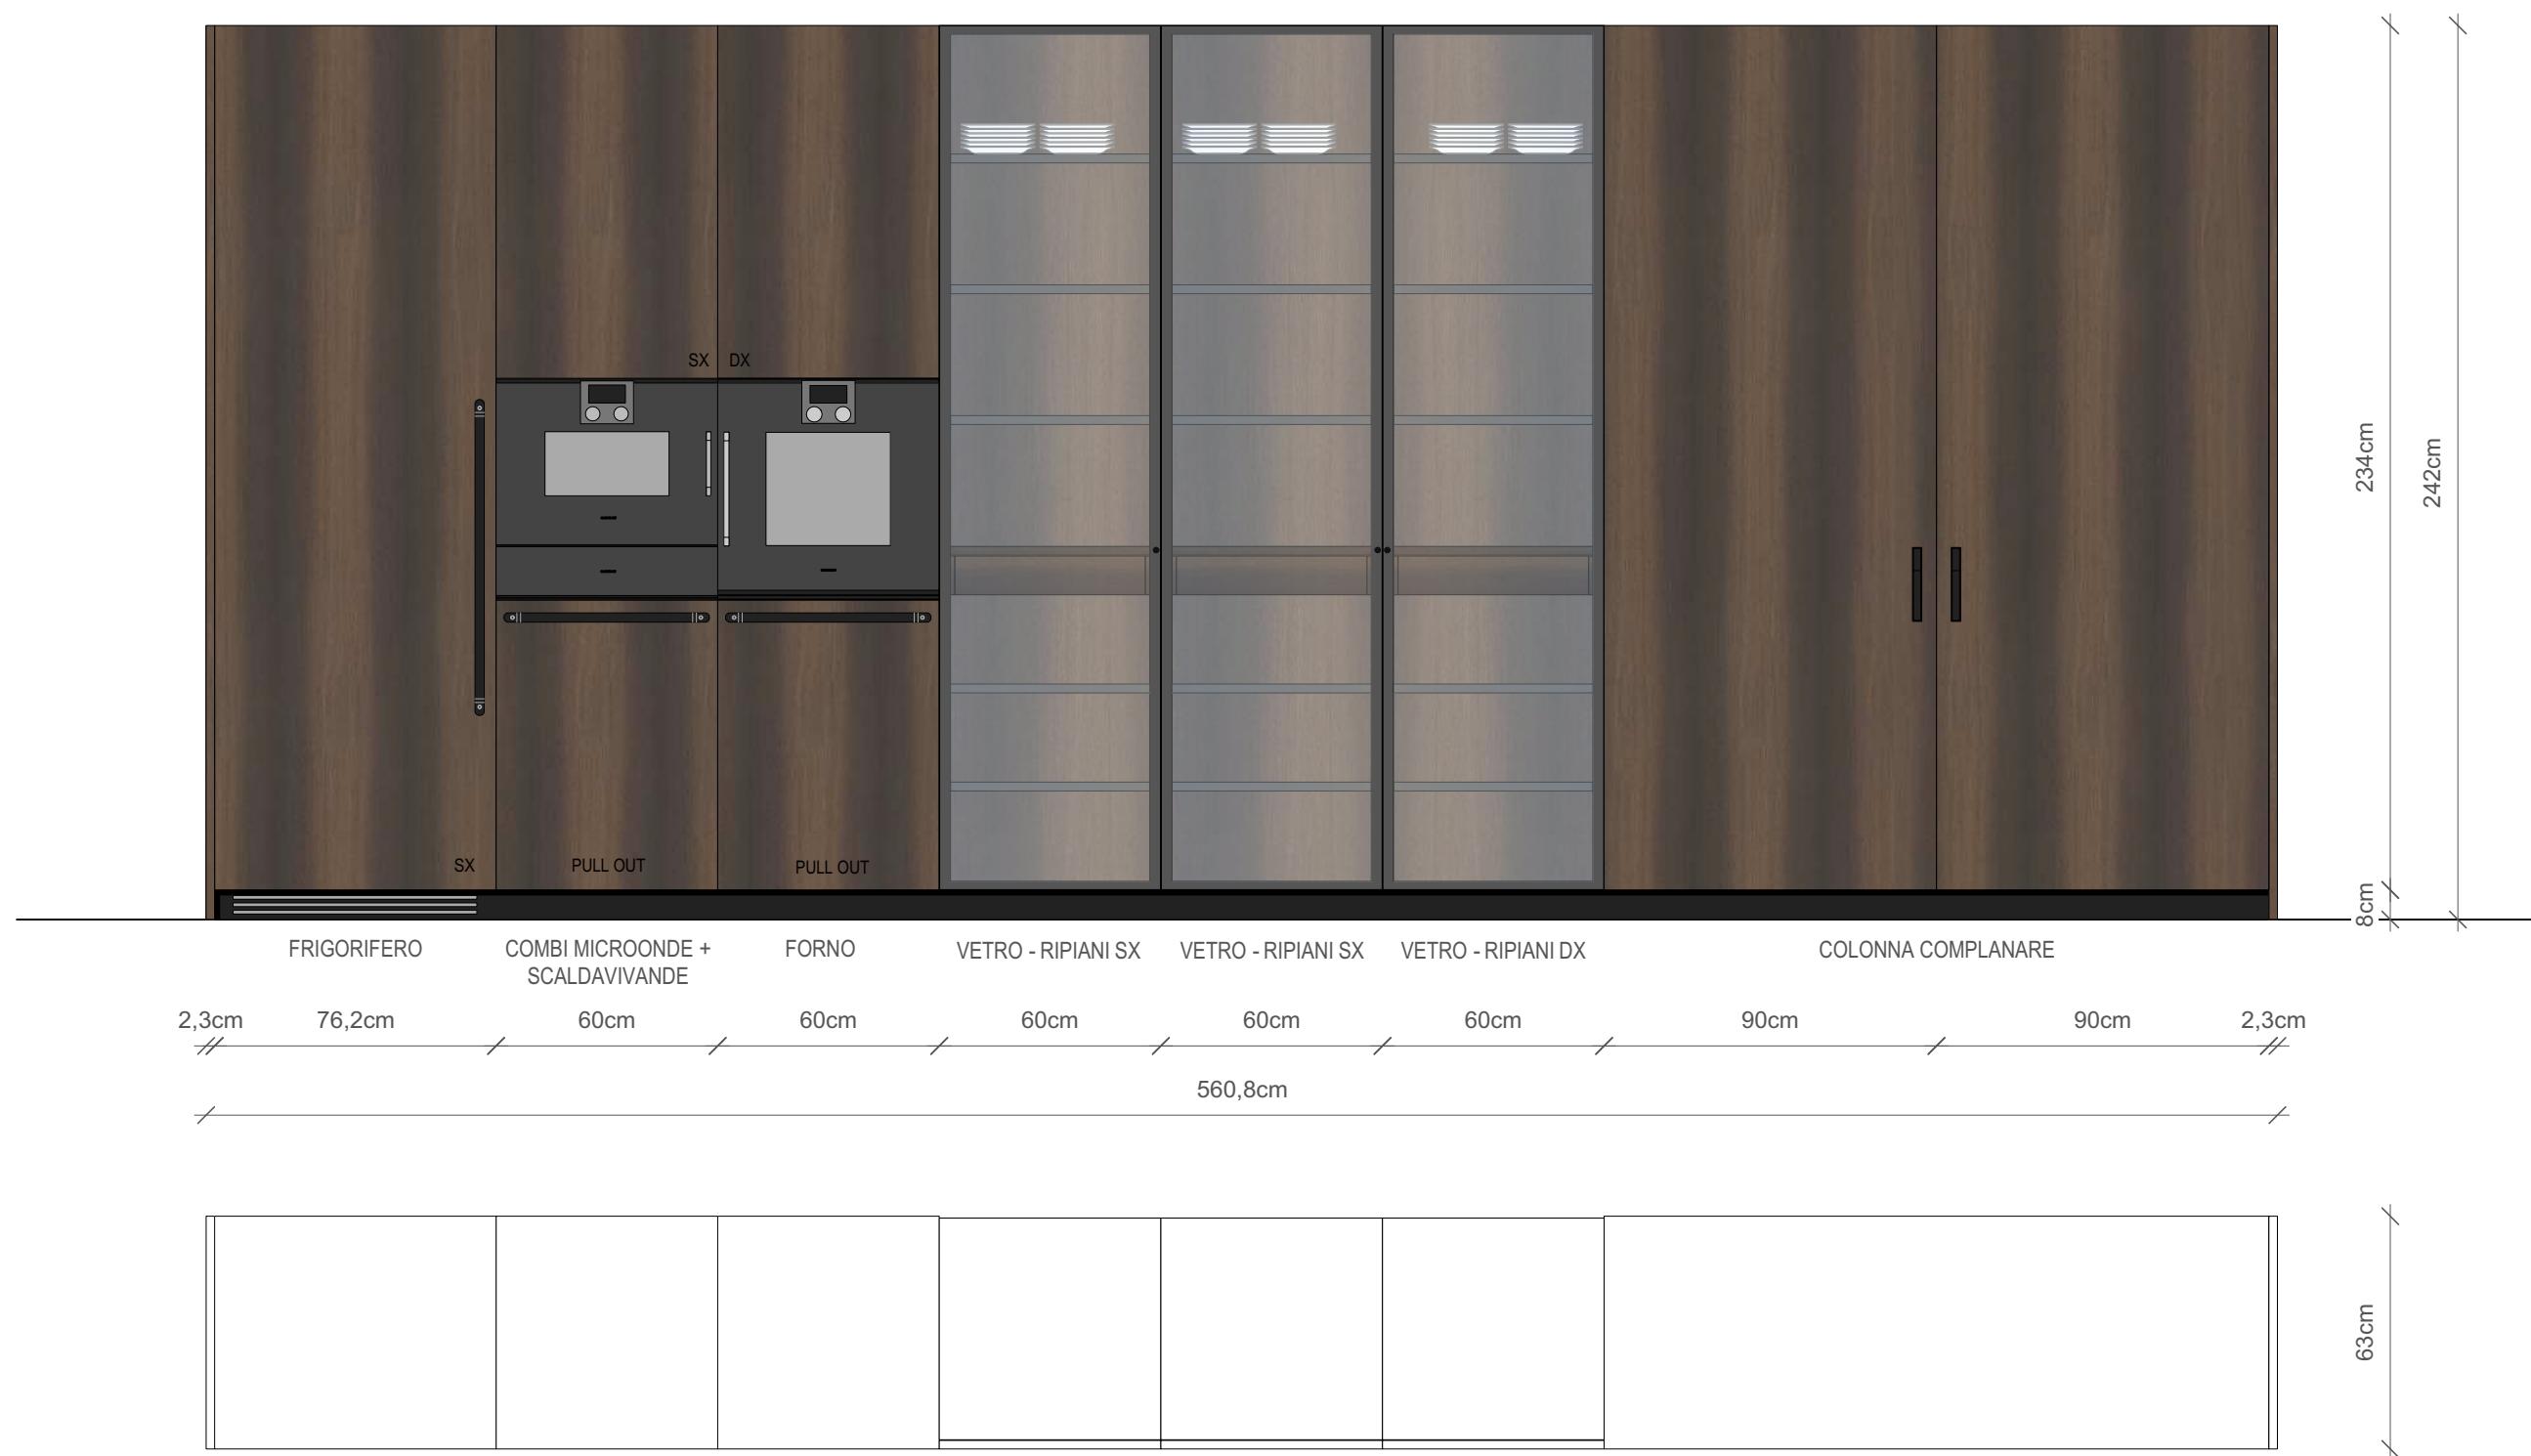 234cm
242cm
SX
DX
SX
PULL OUT
PULL OUT
8cm
FRIGORIFERO
COMBI MICROONDE +
SCALDAVIVANDE
FORNO
VETRO - RIPIANI SX
VETRO - RIPIANI SX
VETRO - RIPIANI DX
COLONNA COMPLANARE
2,3cm
76,2cm
60cm
60cm
60cm
60cm
60cm
90cm
90cm
2,3cm
560,8cm
63cm